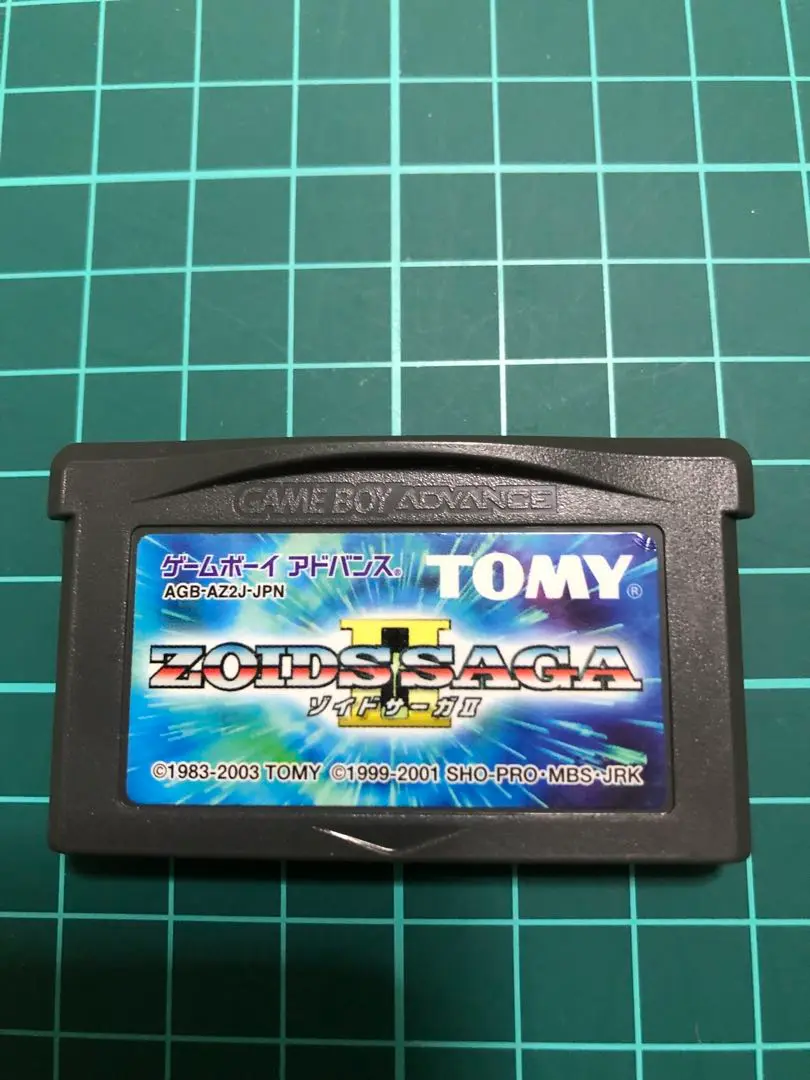 GAME BOY ADVANCE
ゲームボーイ アドバンス® TOMY®
AGB-AZ2J-JPN
II
ZOIDS SAGA
ゾイドサーガII
©1983-2003 TOMY ©1999-2001 SHO-PRO・MBS・JRK